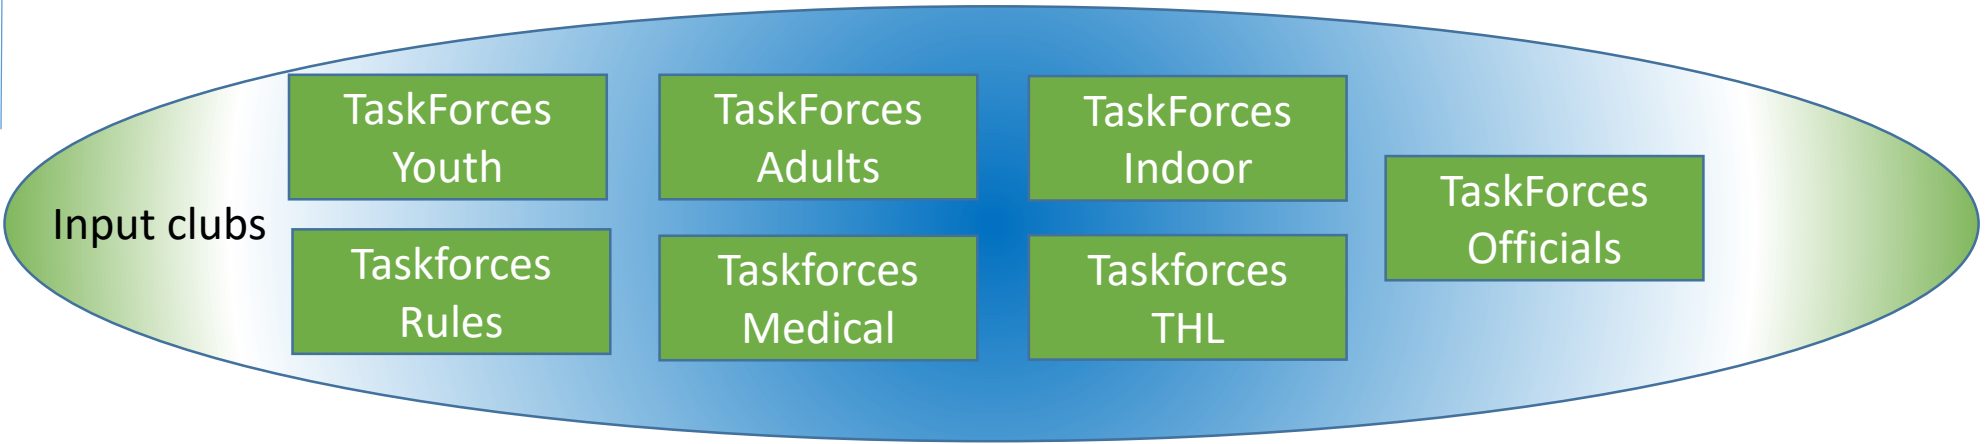 Input clubs
TaskForces
Youth
TaskForces
Adults
TaskForces
Indoor
TaskForces
Officials
Taskforces
Rules
Taskforces
Medical
Taskforces
THL